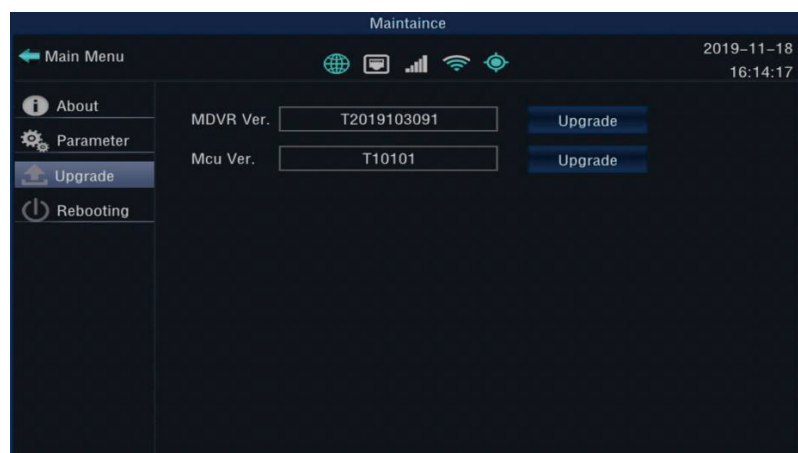 Maintaince
Main Menu
2019-11-18
16:14:17
About
Parameter
Upgrade
Rebooting
MDVR Ver. T2019103091 Upgrade
Mcu Ver. T10101 Upgrade